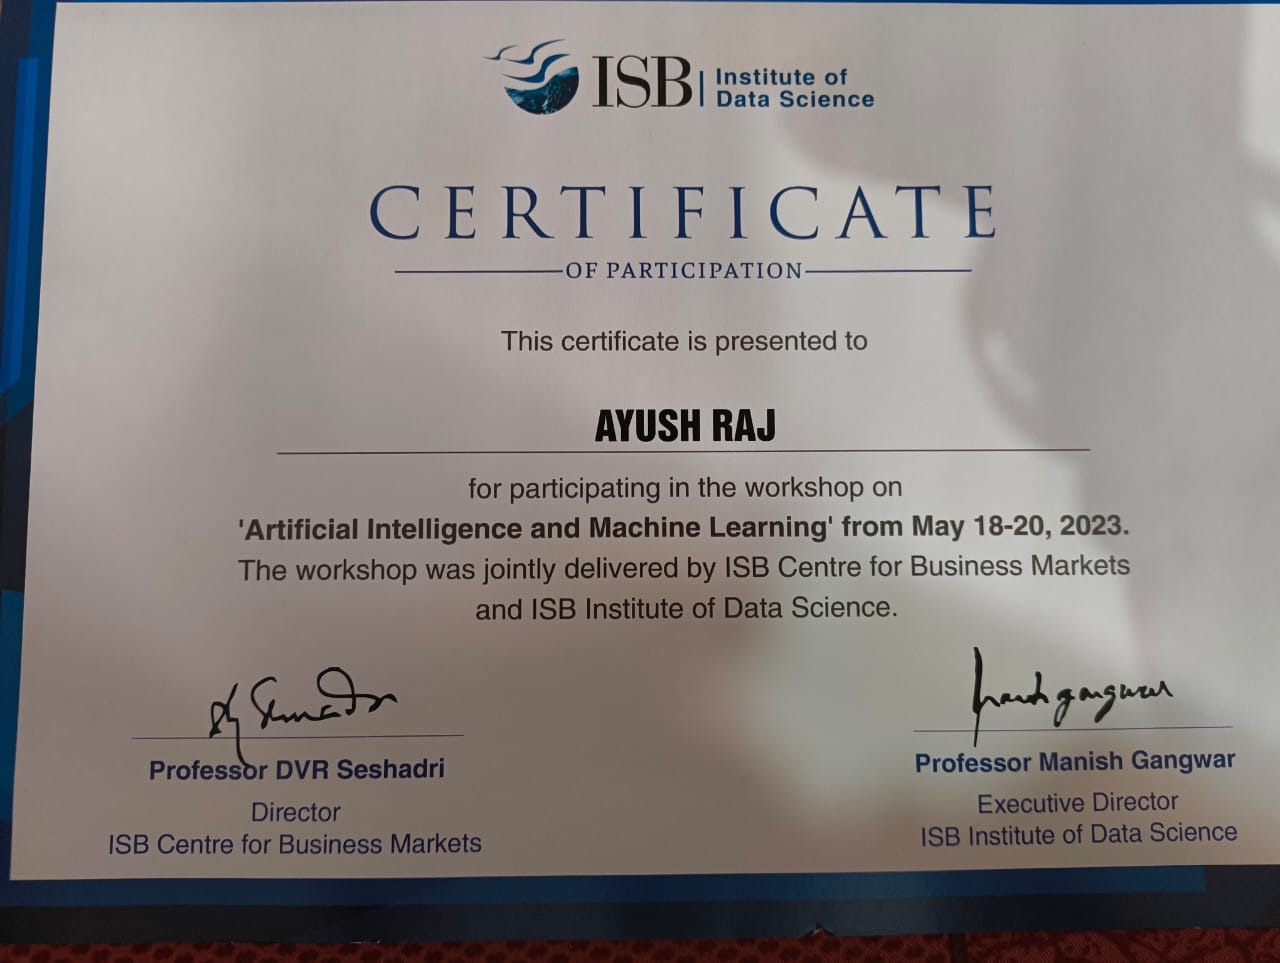 ISB | Institute of
Data Science
CERTIFICATE
OF PARTICIPATION
This certificate is presented to
AYUSH RAJ
for participating in the workshop on
'Artificial Intelligence and Machine Learning' from May 18-20, 2023.
The workshop was jointly delivered by ISB Centre for Business Markets
and ISB Institute of Data Science.
Professor DVR Seshadri
Director
ISB Centre for Business Markets
Professor Manish Gangwar
Executive Director
ISB Institute of Data Science